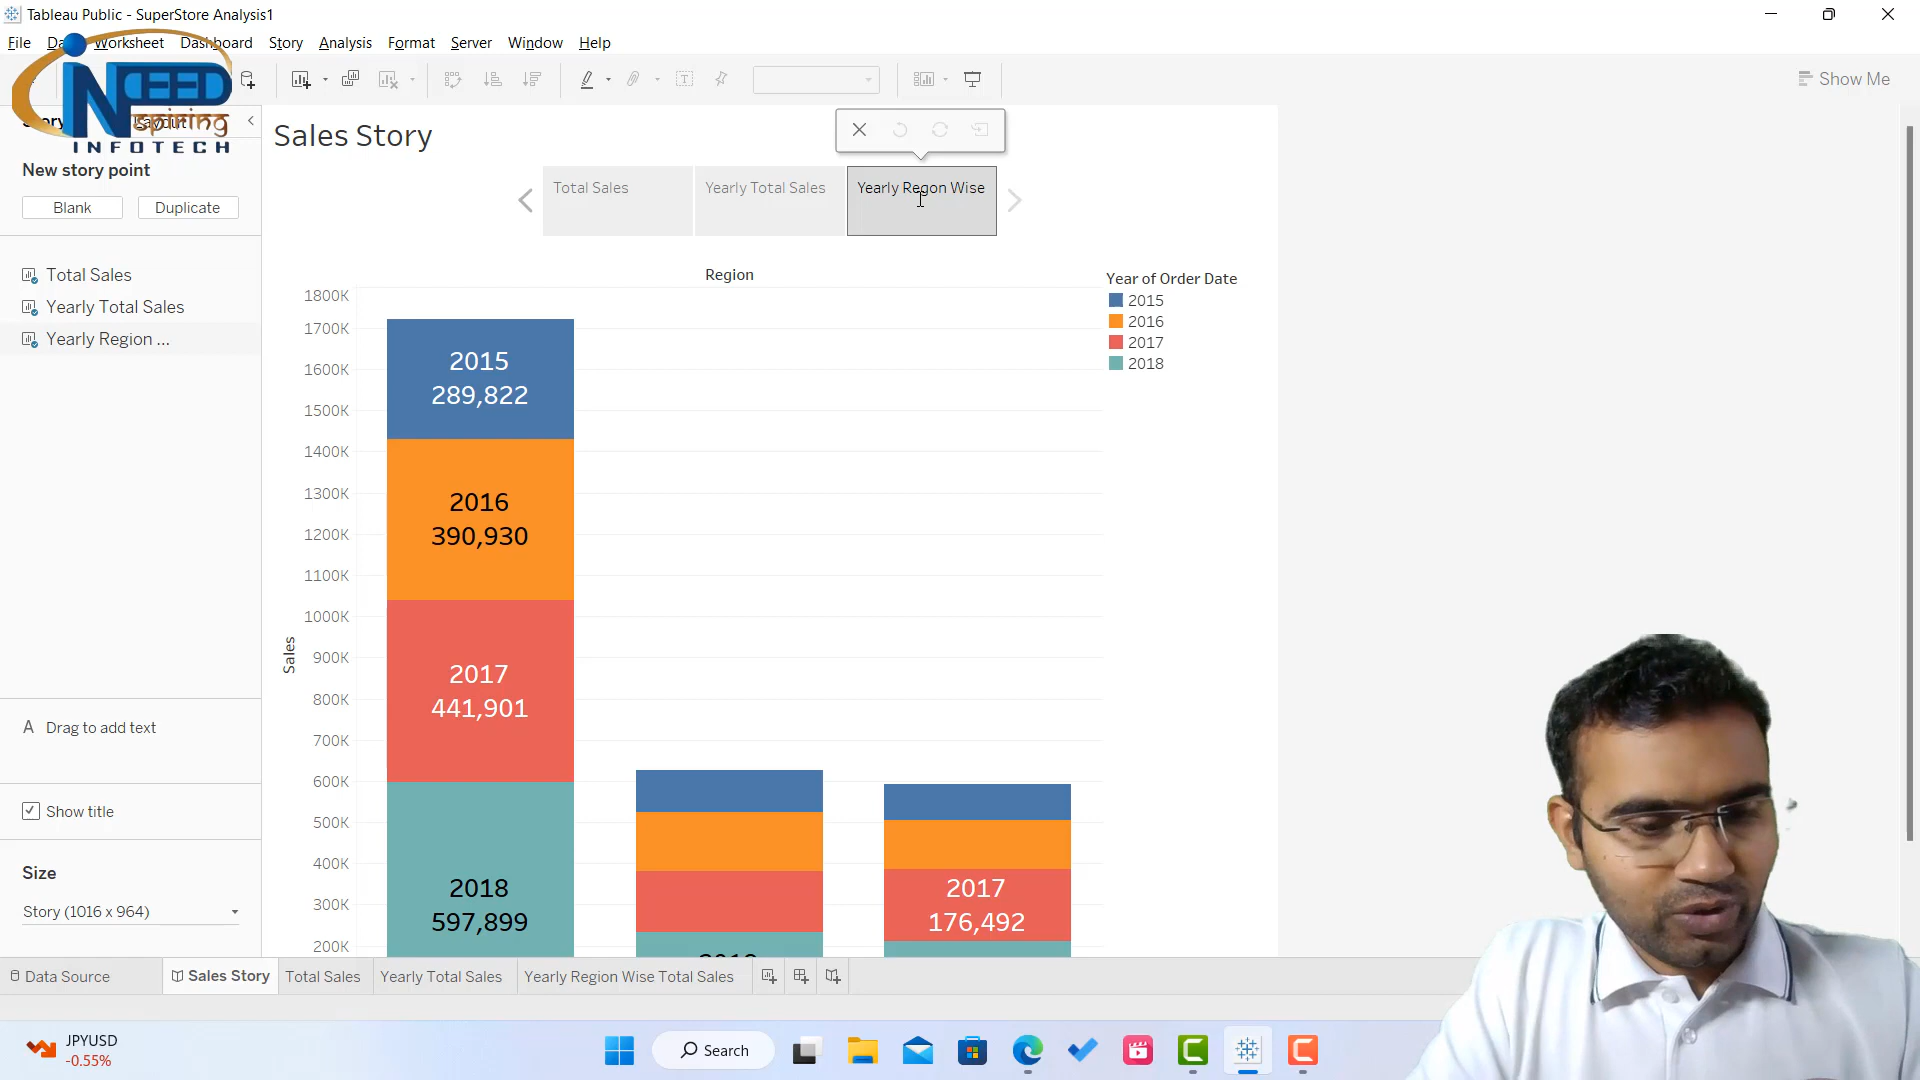 Tableau Public - SuperStore Analysis1
File Worksheet Dashboard Story Analysis Format Server Window Help
iNEED
nspiring
INFOTECH
Show Me
New story point
Blank Duplicate
Total Sales
Yearly Total Sales
Yearly Region ...
A Drag to add text
Show title
Size
Story (1016 x 964)
Sales Story
Total Sales Yearly Total Sales Yearly Regon Wise
Region
1800K
1700K
1600K
1500K
1400K
1300K
1200K
1100K
1000K
900K
800K
700K
600K
500K
400K
300K
200K
Sales
2015
289,822
2016
390,930
2017
441,901
2018
597,899
2017
176,492
Year of Order Date
2015
2016
2017
2018
Data Source Sales Story Total Sales Yearly Total Sales Yearly Region Wise Total Sales
JPYUSD
-0.55%
Search